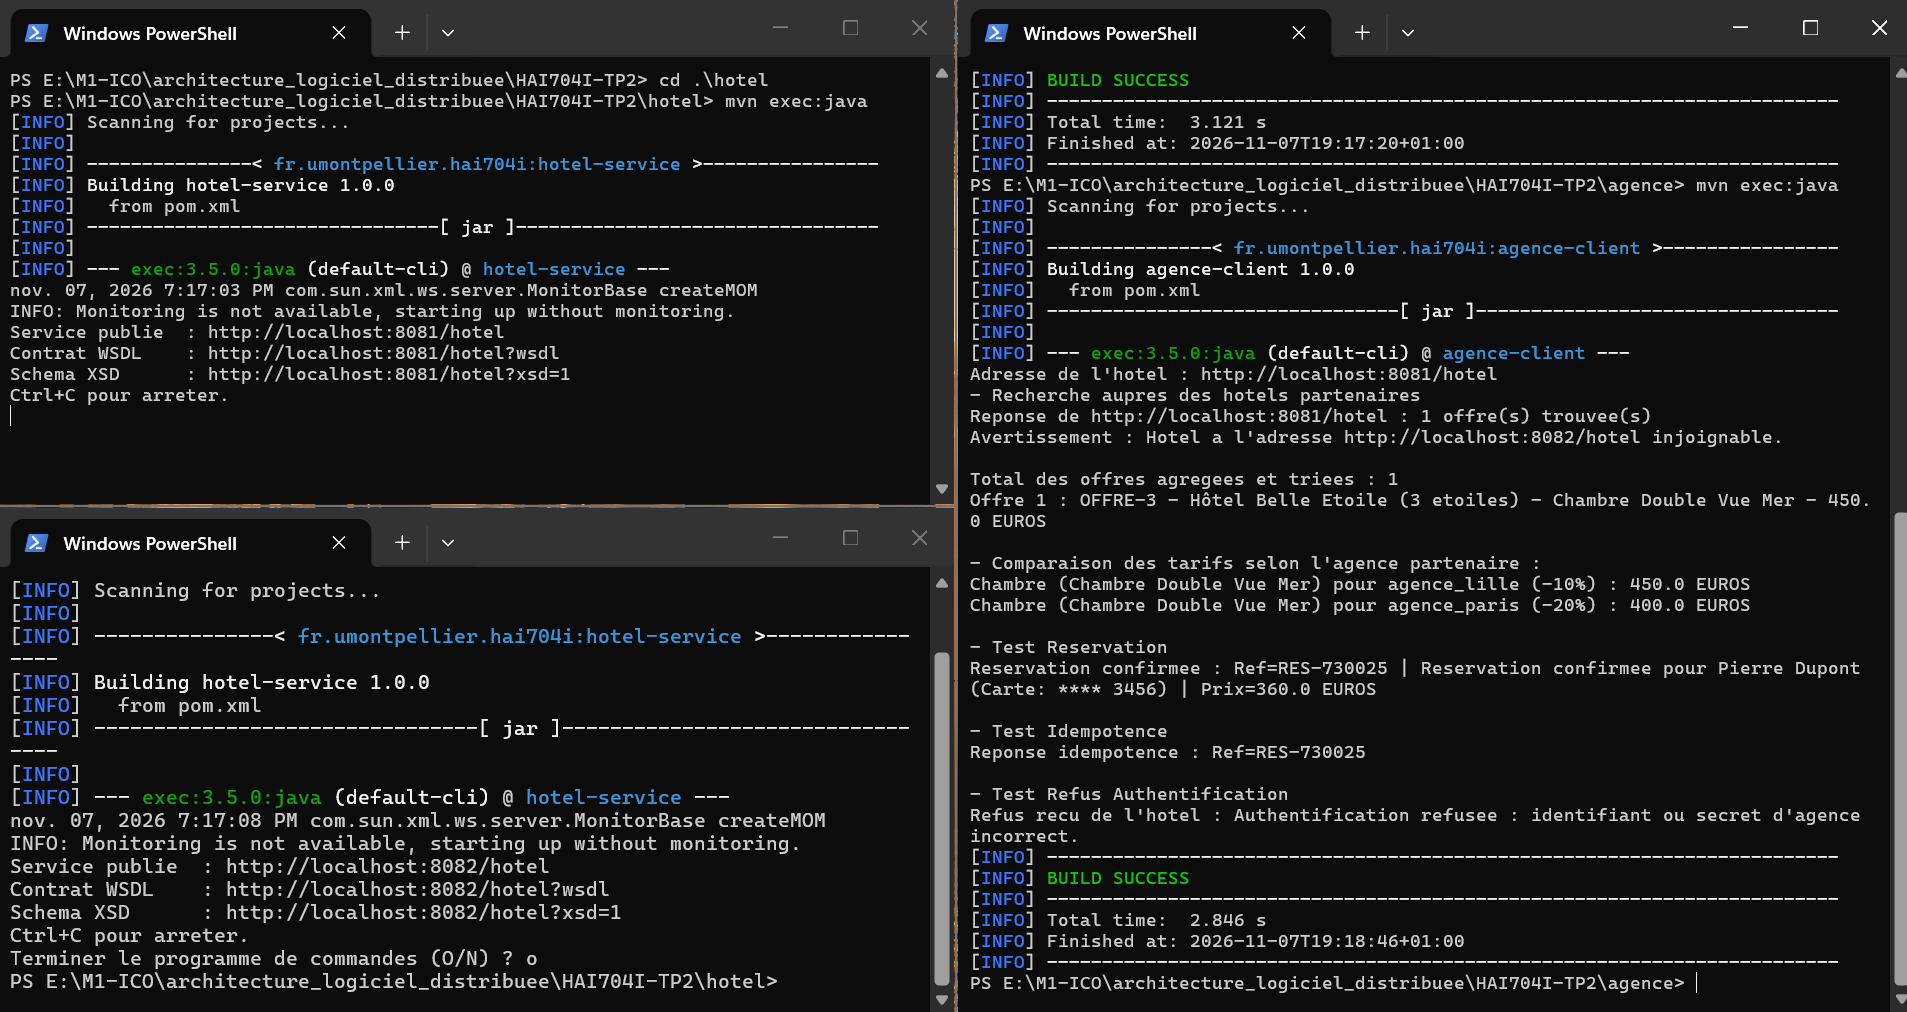 Windows PowerShell
PS E:\M1-ICO\architecture_logiciel_distribuee\HAI704I-TP2> cd .\hotel
PS E:\M1-ICO\architecture_logiciel_distribuee\HAI704I-TP2\hotel> mvn exec:java
[INFO] Scanning for projects...
[INFO]
[INFO] ---------------< fr.umontpellier.hai704i:hotel-service >----------------
[INFO] Building hotel-service 1.0.0
[INFO]   from pom.xml
[INFO] --------------------------------[ jar ]---------------------------------
[INFO]
[INFO] --- exec:3.5.0:java (default-cli) @ hotel-service ---
nov. 07, 2026 7:17:03 PM com.sun.xml.ws.server.MonitorBase createMOM
INFO: Monitoring is not available, starting up without monitoring.
Service publie  : http://localhost:8081/hotel
Contrat WSDL    : http://localhost:8081/hotel?wsdl
Schema XSD      : http://localhost:8081/hotel?xsd=1
Ctrl+C pour arreter.
Windows PowerShell
[INFO] Scanning for projects...
[INFO]
[INFO] ---------------< fr.umontpellier.hai704i:hotel-service >------------
----
[INFO] Building hotel-service 1.0.0
[INFO]   from pom.xml
[INFO] --------------------------------[ jar ]-----------------------------
----
[INFO]
[INFO] --- exec:3.5.0:java (default-cli) @ hotel-service ---
nov. 07, 2026 7:17:08 PM com.sun.xml.ws.server.MonitorBase createMOM
INFO: Monitoring is not available, starting up without monitoring.
Service publie  : http://localhost:8082/hotel
Contrat WSDL    : http://localhost:8082/hotel?wsdl
Schema XSD      : http://localhost:8082/hotel?xsd=1
Ctrl+C pour arreter.
Terminer le programme de commandes (O/N) ? o
PS E:\M1-ICO\architecture_logiciel_distribuee\HAI704I-TP2\hotel>
Windows PowerShell
[INFO] BUILD SUCCESS
[INFO] ------------------------------------------------------------------------
[INFO] Total time:  3.121 s
[INFO] Finished at: 2026-11-07T19:17:20+01:00
[INFO] ------------------------------------------------------------------------
PS E:\M1-ICO\architecture_logiciel_distribuee\HAI704I-TP2\agence> mvn exec:java
[INFO] Scanning for projects...
[INFO]
[INFO] ---------------< fr.umontpellier.hai704i:agence-client >----------------
[INFO] Building agence-client 1.0.0
[INFO]   from pom.xml
[INFO] --------------------------------[ jar ]---------------------------------
[INFO]
[INFO] --- exec:3.5.0:java (default-cli) @ agence-client ---
Adresse de l'hotel : http://localhost:8081/hotel
- Recherche aupres des hotels partenaires
Reponse de http://localhost:8081/hotel : 1 offre(s) trouvee(s)
Avertissement : Hotel a l'adresse http://localhost:8082/hotel injoignable.
Total des offres agregees et triees : 1
Offre 1 : OFFRE-3 - Hôtel Belle Etoile (3 etoiles) - Chambre Double Vue Mer - 450.
0 EUROS
- Comparaison des tarifs selon l'agence partenaire :
Chambre (Chambre Double Vue Mer) pour agence_lille (-10%) : 450.0 EUROS
Chambre (Chambre Double Vue Mer) pour agence_paris (-20%) : 400.0 EUROS
- Test Reservation
Reservation confirmee : Ref=RES-730025 | Reservation confirmee pour Pierre Dupont
(Carte: **** 3456) | Prix=360.0 EUROS
- Test Idempotence
Reponse idempotence : Ref=RES-730025
- Test Refus Authentification
Refus recu de l'hotel : Authentification refusee : identifiant ou secret d'agence
incorrect.
[INFO] ------------------------------------------------------------------------
[INFO] BUILD SUCCESS
[INFO] ------------------------------------------------------------------------
[INFO] Total time:  2.846 s
[INFO] Finished at: 2026-11-07T19:18:46+01:00
[INFO] ------------------------------------------------------------------------
PS E:\M1-ICO\architecture_logiciel_distribuee\HAI704I-TP2\agence>